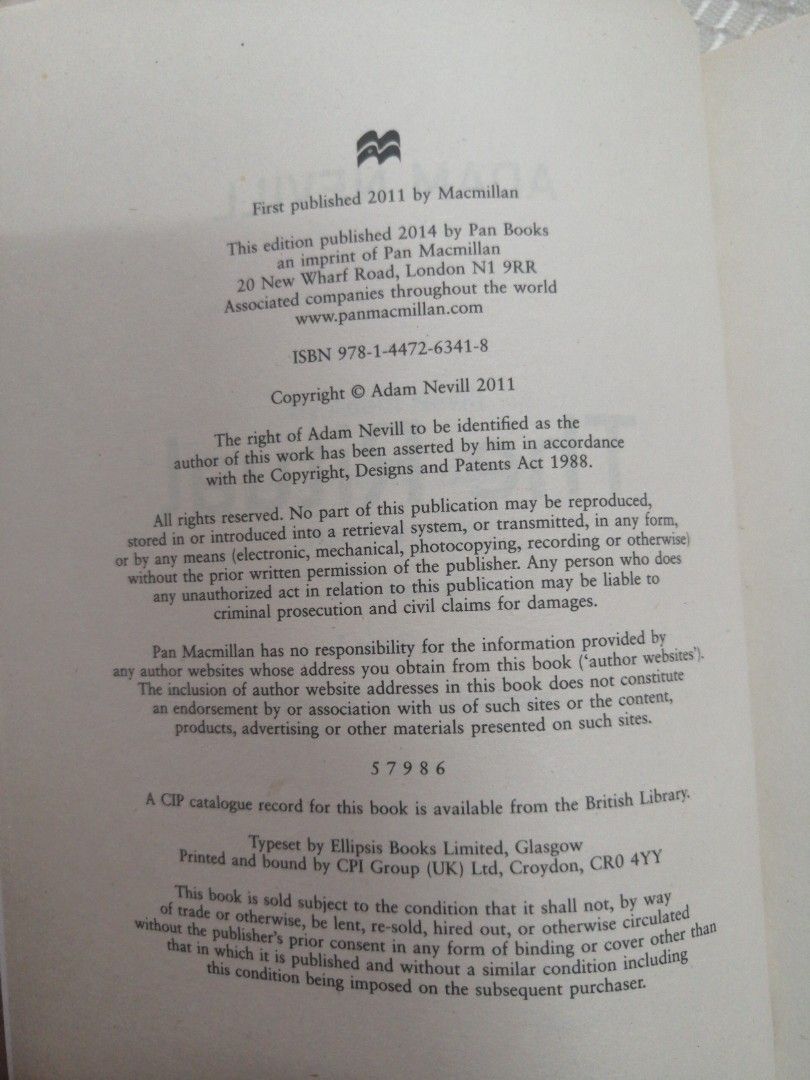 First published 2011 by Macmillan
This edition published 2014 by Pan Books
an imprint of Pan Macmillan
20 New Wharf Road, London N1 9RR
Associated companies throughout the world
www.panmacmillan.com
ISBN 978-1-4472-6341-8
Copyright © Adam Nevill 2011
The right of Adam Nevill to be identified as the
author of this work has been asserted by him in accordance
with the Copyright, Designs and Patents Act 1988.
All rights reserved. No part of this publication may be reproduced,
stored in or introduced into a retrieval system, or transmitted, in any form,
or by any means (electronic, mechanical, photocopying, recording or otherwise)
without the prior written permission of the publisher. Any person who does
any unauthorized act in relation to this publication may be liable to
criminal prosecution and civil claims for damages.
Pan Macmillan has no responsibility for the information provided by
any author websites whose address you obtain from this book (‘author websites’).
The inclusion of author website addresses in this book does not constitute
an endorsement by or association with us of such sites or the content,
products, advertising or other materials presented on such sites.
5 7 9 8 6
A CIP catalogue record for this book is available from the British Library.
Typeset by Ellipsis Books Limited, Glasgow
Printed and bound by CPI Group (UK) Ltd, Croydon, CR0 4YY
This book is sold subject to the condition that it shall not, by way
of trade or otherwise, be lent, re-sold, hired out, or otherwise circulated
without the publisher's prior consent in any form of binding or cover other than
that in which it is published and without a similar condition including
this condition being imposed on the subsequent purchaser.